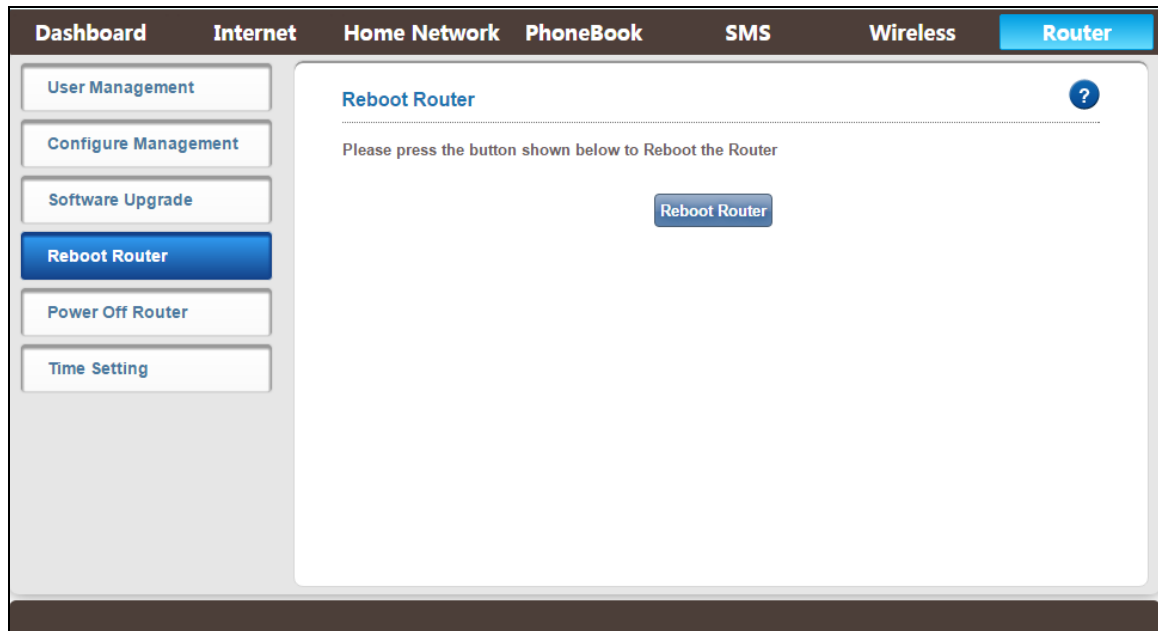 Dashboard Internet Home Network PhoneBook SMS Wireless Router
User Management
Configure Management
Software Upgrade
Reboot Router
Power Off Router
Time Setting
Reboot Router
?
Please press the button shown below to Reboot the Router
Reboot Router